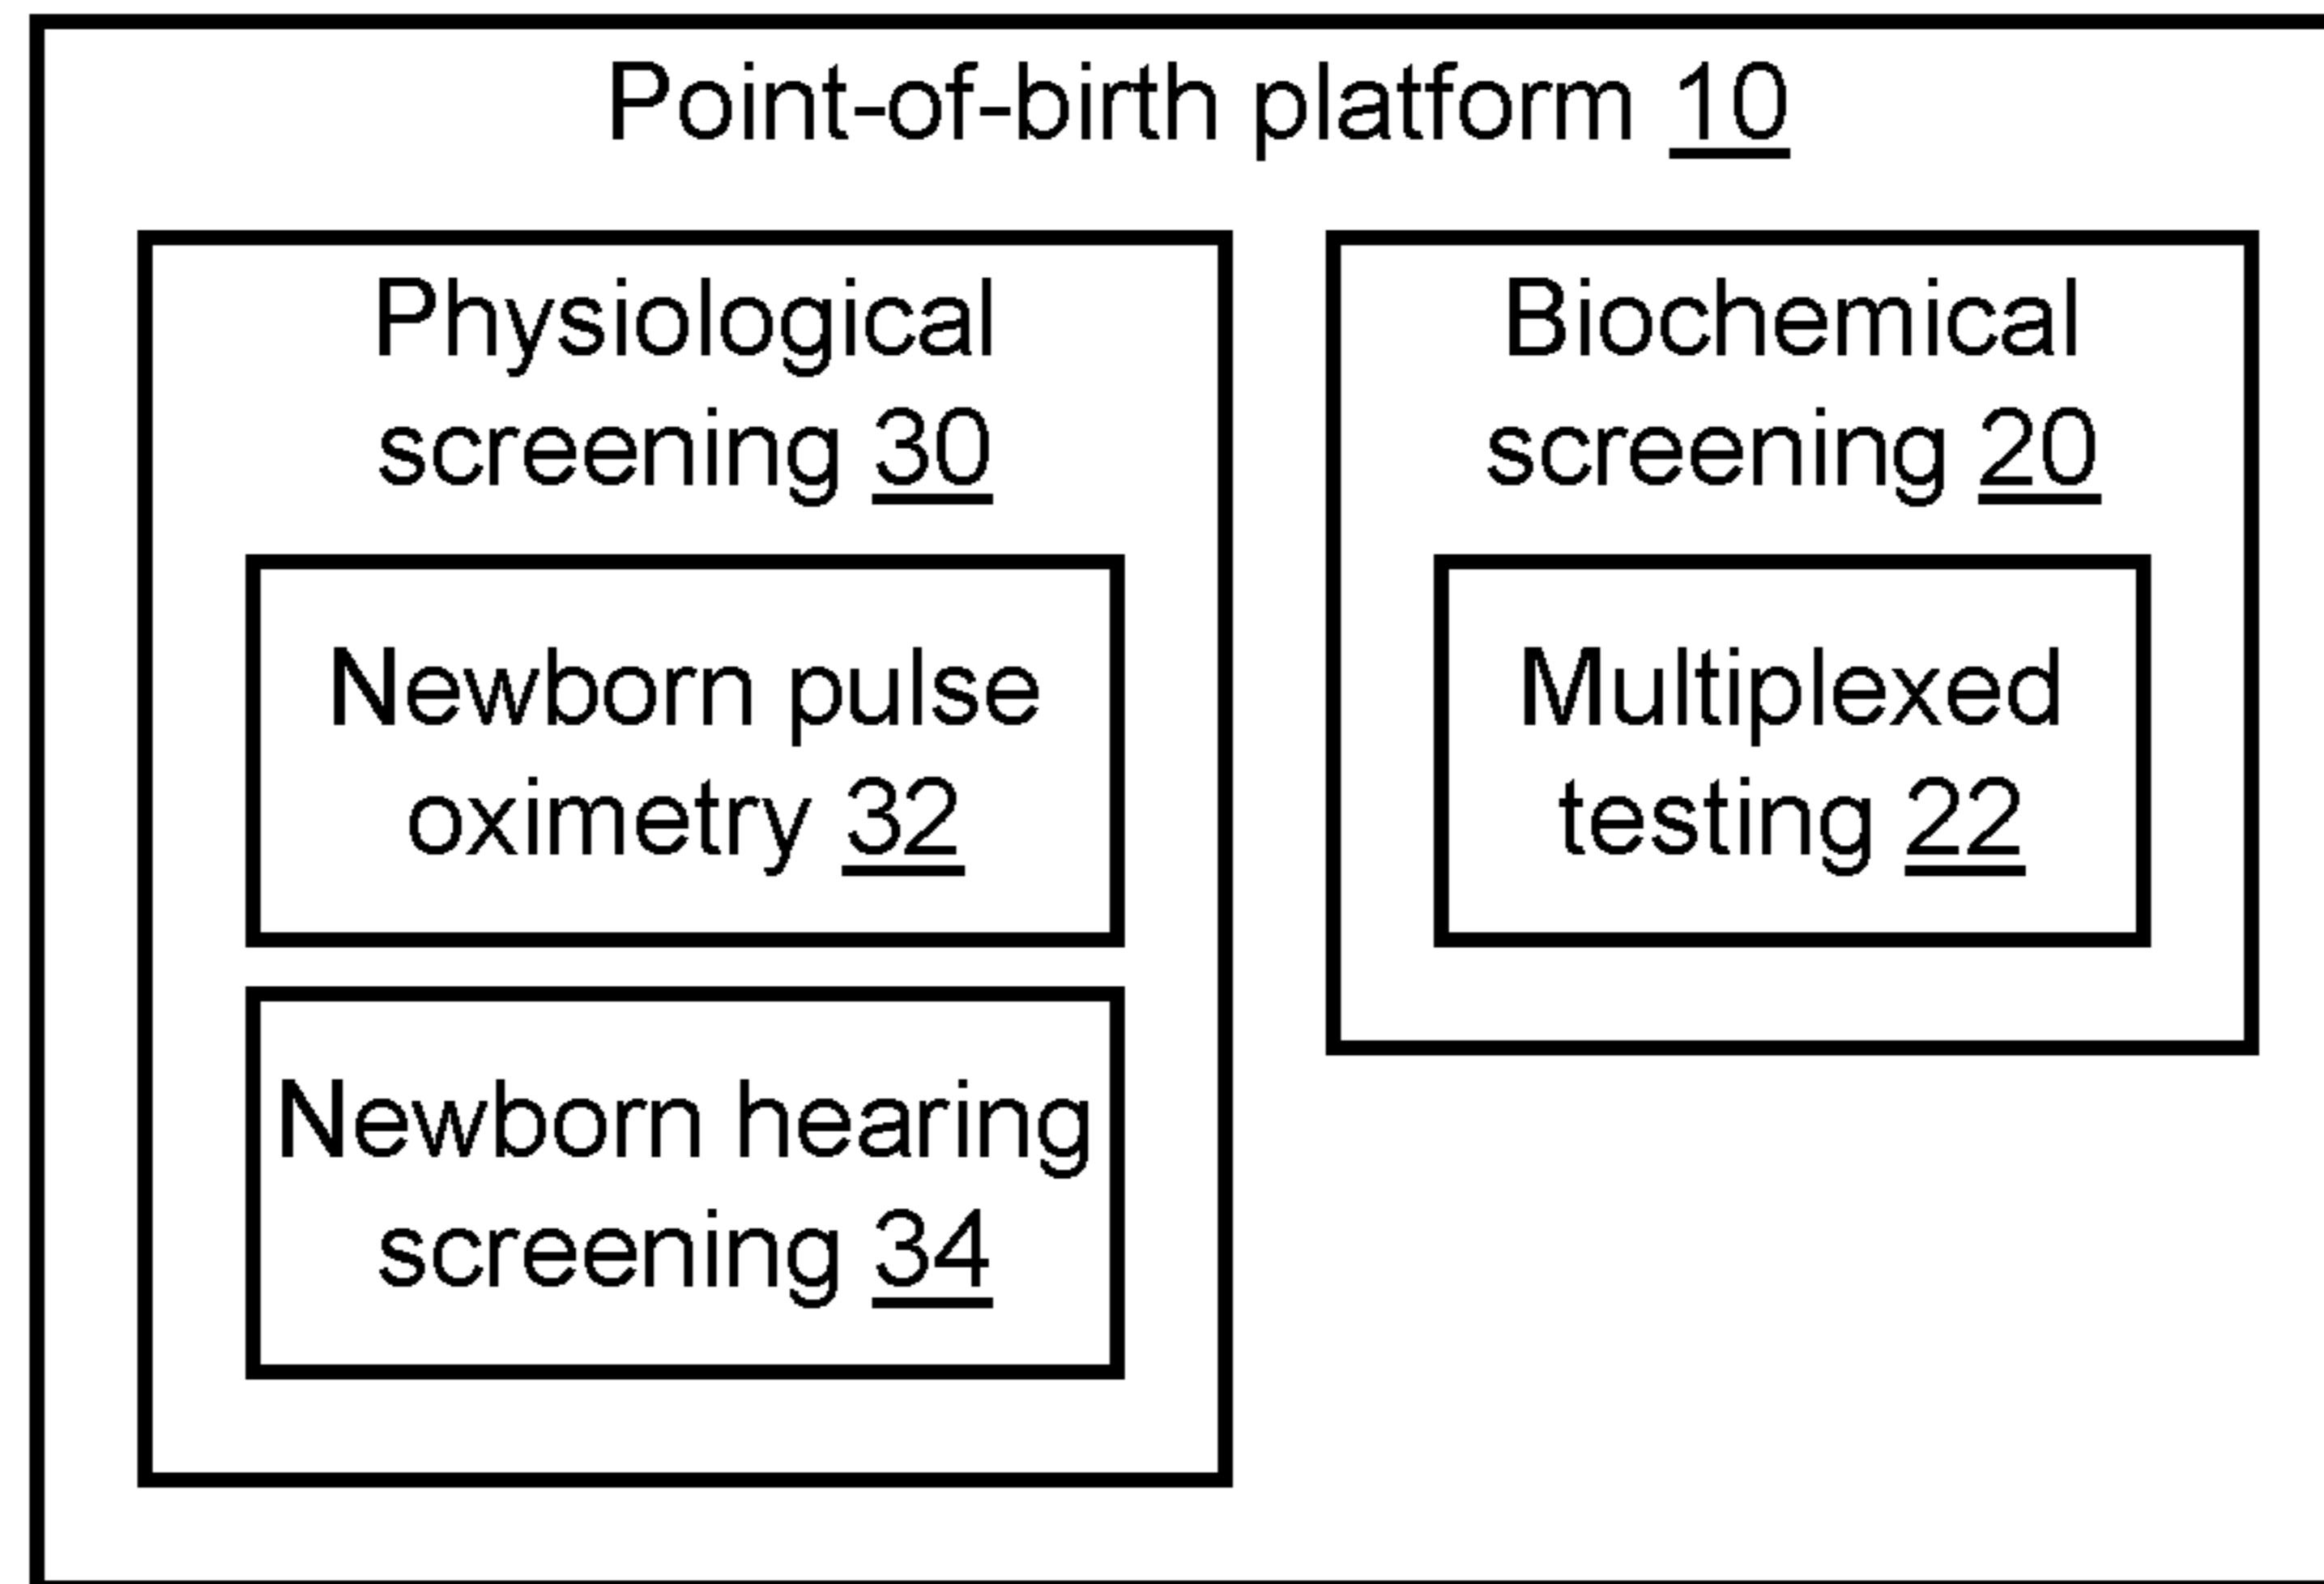 Point-of-birth platform 10
Physiological
screening 30
Newborn pulse
oximetry 32
Newborn hearing
screening 34
Biochemical
screening 20
Multiplexed
testing 22